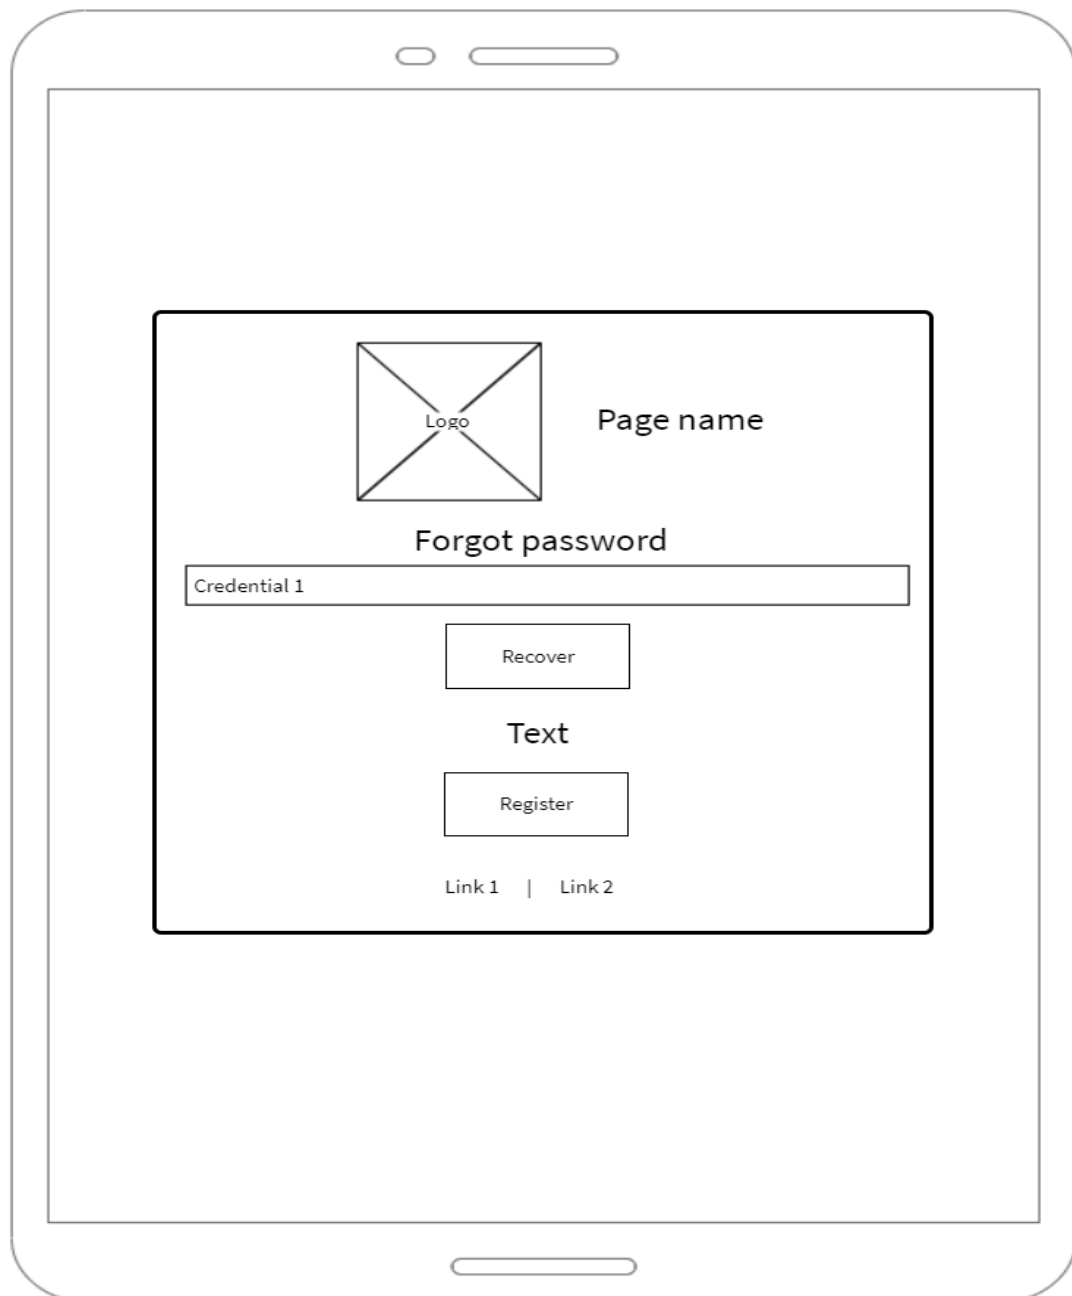 Logo
Page name
Forgot password
Credential 1
Recover
Text
Register
Link 1 | Link 2